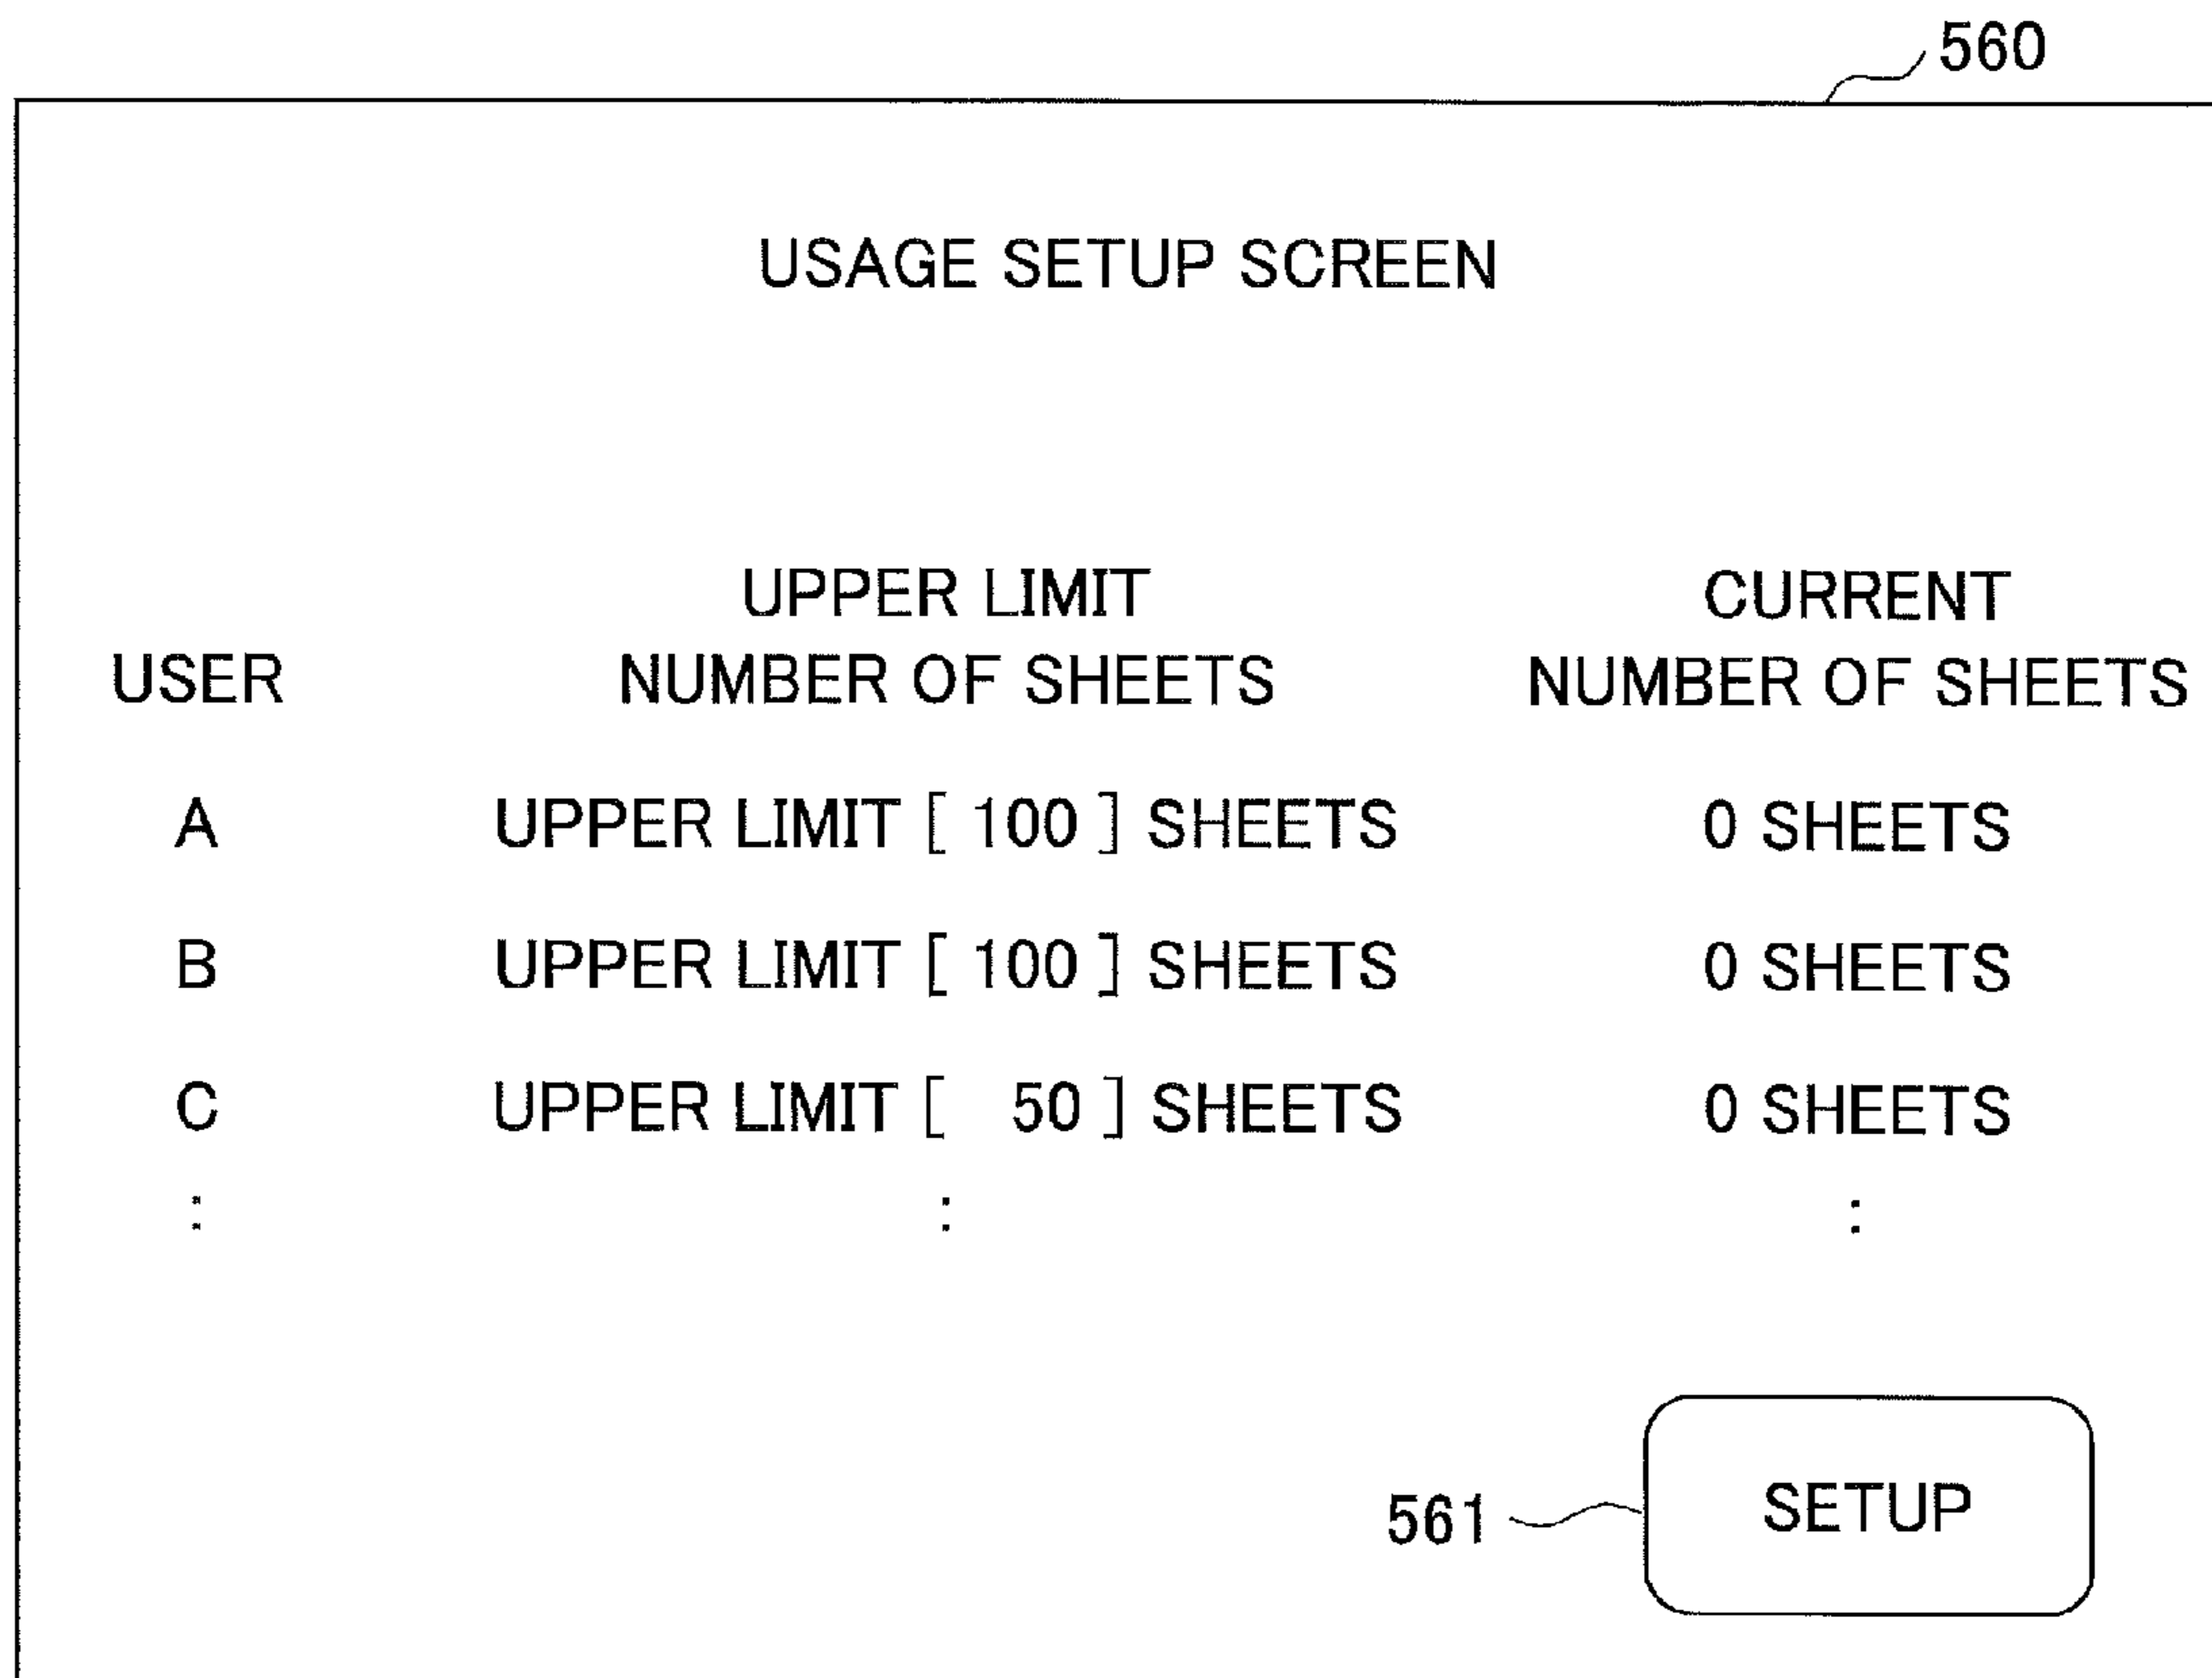 560
USAGE SETUP SCREEN
UPPER LIMIT CURRENT
USER NUMBER OF SHEETS NUMBER OF SHEETS
A UPPER LIMIT [ 100 ] SHEETS 0 SHEETS
B UPPER LIMIT [ 100 ] SHEETS 0 SHEETS
C UPPER LIMIT [ 50 ] SHEETS 0 SHEETS
: : :
561 SETUP